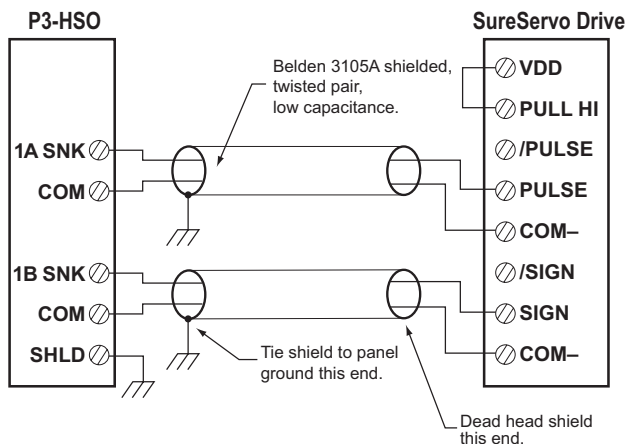 P3-HSO
SureServo Drive
Belden 3105A shielded,
twisted pair,
low capacitance.
VDD
PULL HI
1A SNK
/PULSE
COM
PULSE
COM–
1B SNK
/SIGN
COM
SIGN
SHLD
COM–
Tie shield to panel
ground this end.
Dead head shield
this end.